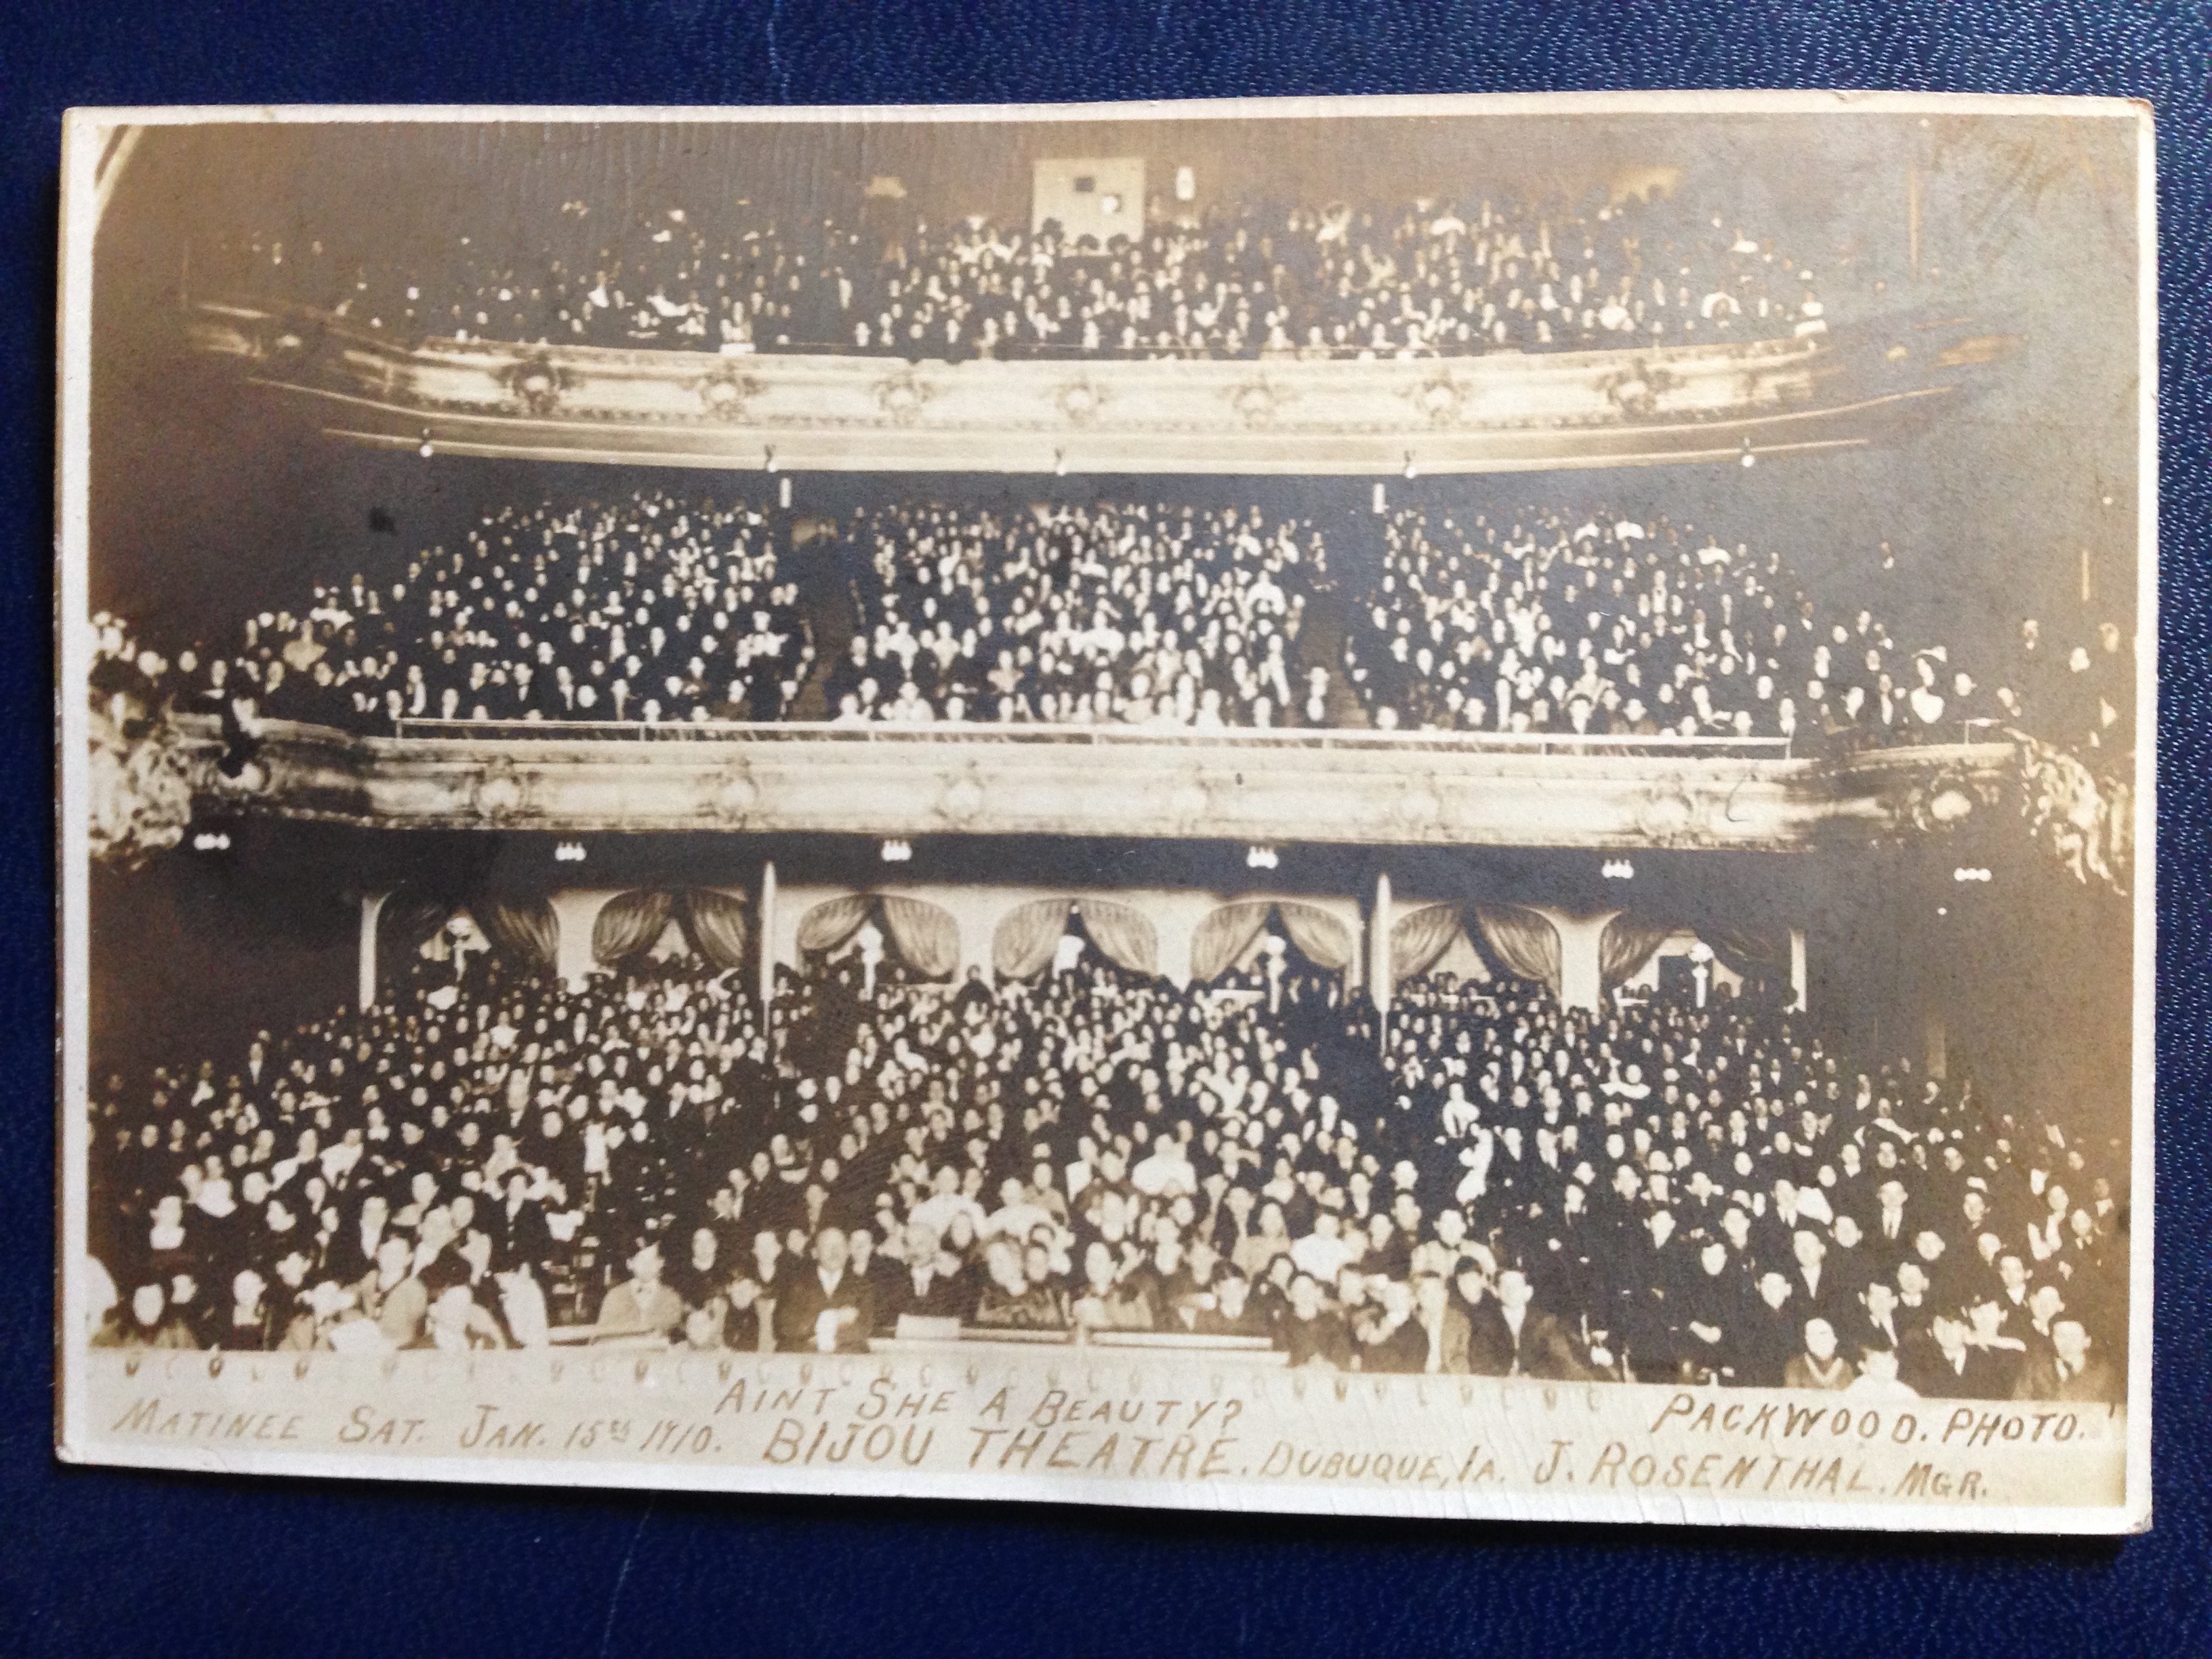 AINT SHE A BEAUTY?
PACKWOOD. PHOTO.
MATINEE SAT. JAN. 15TH 1910. BIJOU THEATRE. DUBUQUE, IA. J. ROSENTHAL. MGR.